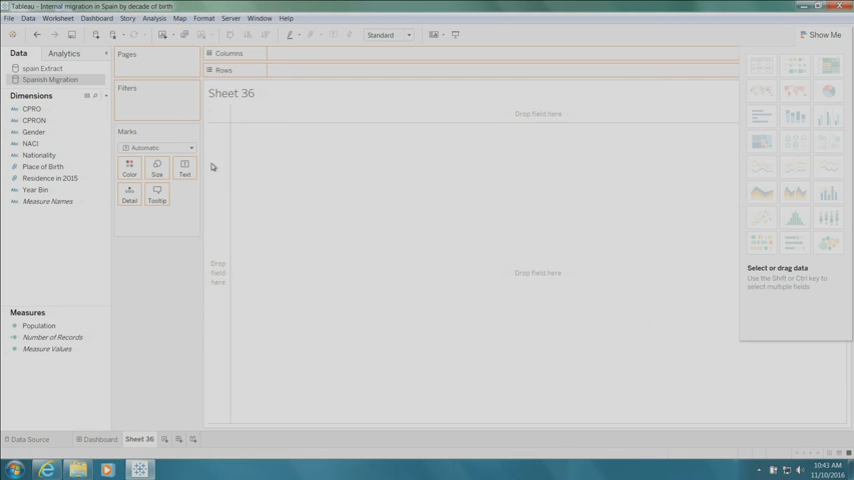 Tableau - Internal migration in Spain by decade of birth
File Data Worksheet Dashboard Story Analysis Map Format Server Window Help
Standard
Show Me
Data Analytics
spain Extract
Spanish Migration
Dimensions
CPRO
CPRON
Gender
NACI
Nationality
Place of Birth
Residence in 2015
Year Bin
Measure Names
Measures
Population
Number of Records
Measure Values
Pages
Filters
Marks
Automatic
Color Size Text
Detail Tooltip
Columns
Rows
Sheet 36
Drop field here
Drop
field
here
Drop field here
Select or drag data
Use the Shift or Ctrl key to
select multiple fields
Data Source Dashboard Sheet 36
10:43 AM
11/10/2016